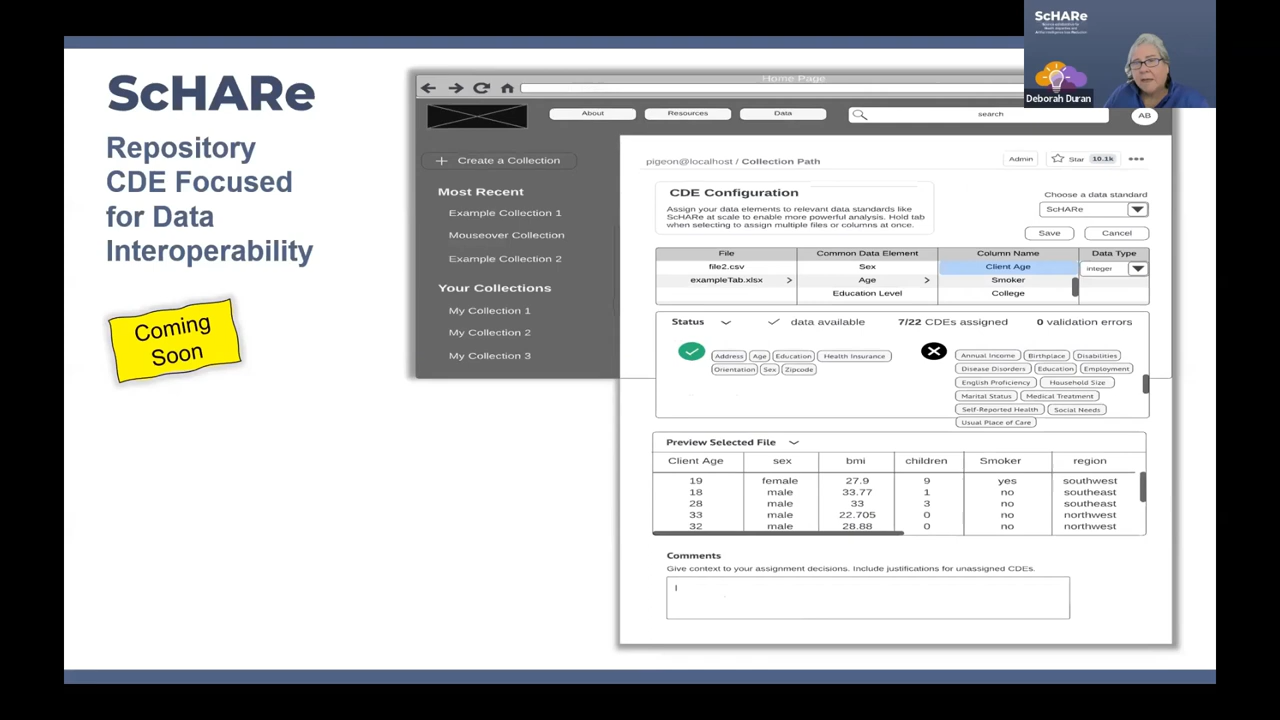 ScHARe
Deborah Duran
ScHARe
Repository
CDE Focused
for Data
Interoperability
Coming
Soon
Home Page
About
Resources
Data
search
AB
Create a Collection
Most Recent
Example Collection 1
Mouseover Collection
Example Collection 2
Your Collections
My Collection 1
My Collection 2
My Collection 3
pigeon@localhost / Collection Path
Admin
Star 10.1k
CDE Configuration
Assign your data elements to relevant data standards like
ScHARe at scale to enable more powerful analysis. Hold tab
when selecting to assign multiple files or columns at once.
Choose a data standard
ScHARe
Save Cancel
File Common Data Element Column Name Data Type
file2.csv Sex Client Age integer
exampleTab.xlsx > Age > Smoker
Education Level College
Status data available 7/22 CDEs assigned 0 validation errors
Address Age Education Health Insurance
Orientation Sex Zipcode
Annual Income Birthplace Disabilities
Disease Disorders Education Employment
English Proficiency Household Size
Marital Status Medical Treatment
Self-Reported Health Social Needs
Usual Place of Care
Preview Selected File
Client Age sex bmi children Smoker region
19 female 27.9 9 yes southwest
18 male 33.77 1 no southeast
28 male 33 3 no southeast
33 male 22.705 0 no northwest
32 male 28.88 0 no northwest
Comments
Give context to your assignment decisions. Include justifications for unassigned CDEs.